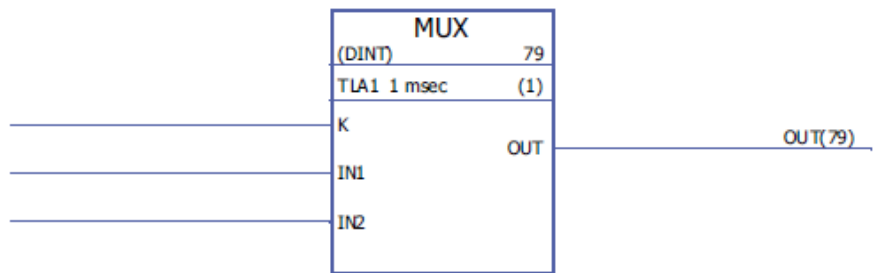 MUX
(DINT) 79
TLA1 1 msec (1)
K
OUT OUT(79)
IN1
IN2